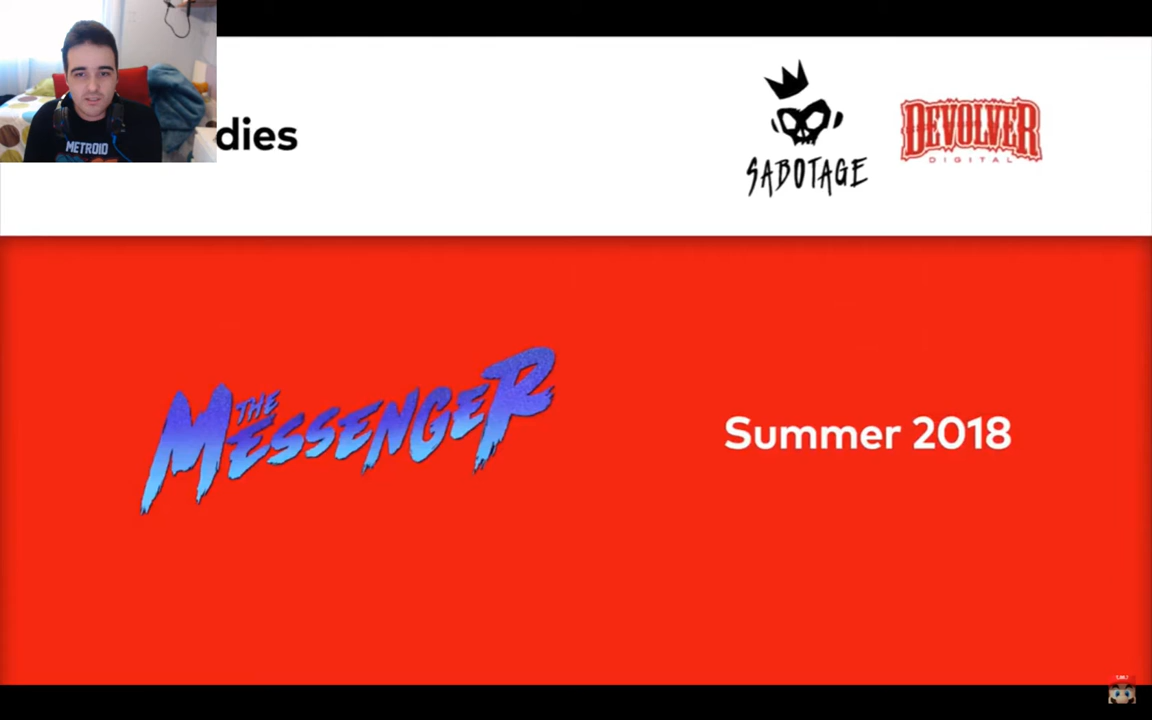 METROID
dies
SABOTAGE
DEVOLVER
DIGITAL
THE
MESSENGER
Summer 2018